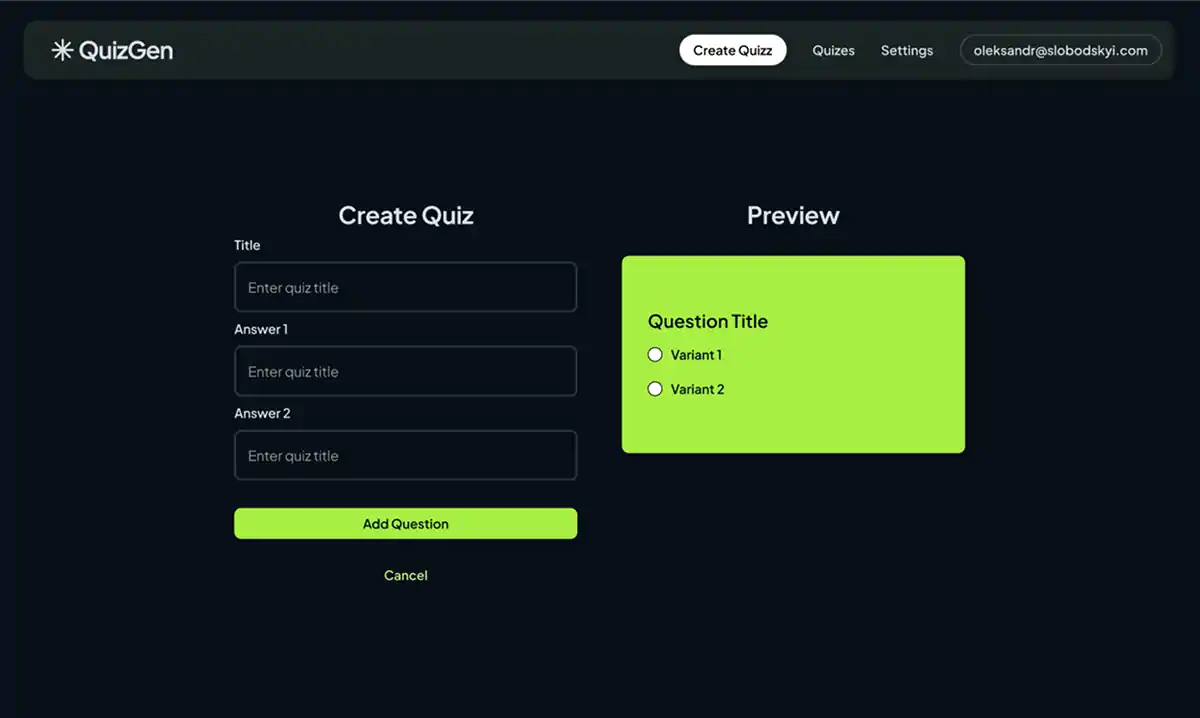 QuizGen
Create Quizz
Quizes
Settings
oleksandr@slobodskyi.com
Create Quiz
Title
Enter quiz title
Answer 1
Enter quiz title
Answer 2
Enter quiz title
Add Question
Cancel
Preview
Question Title
Variant 1
Variant 2